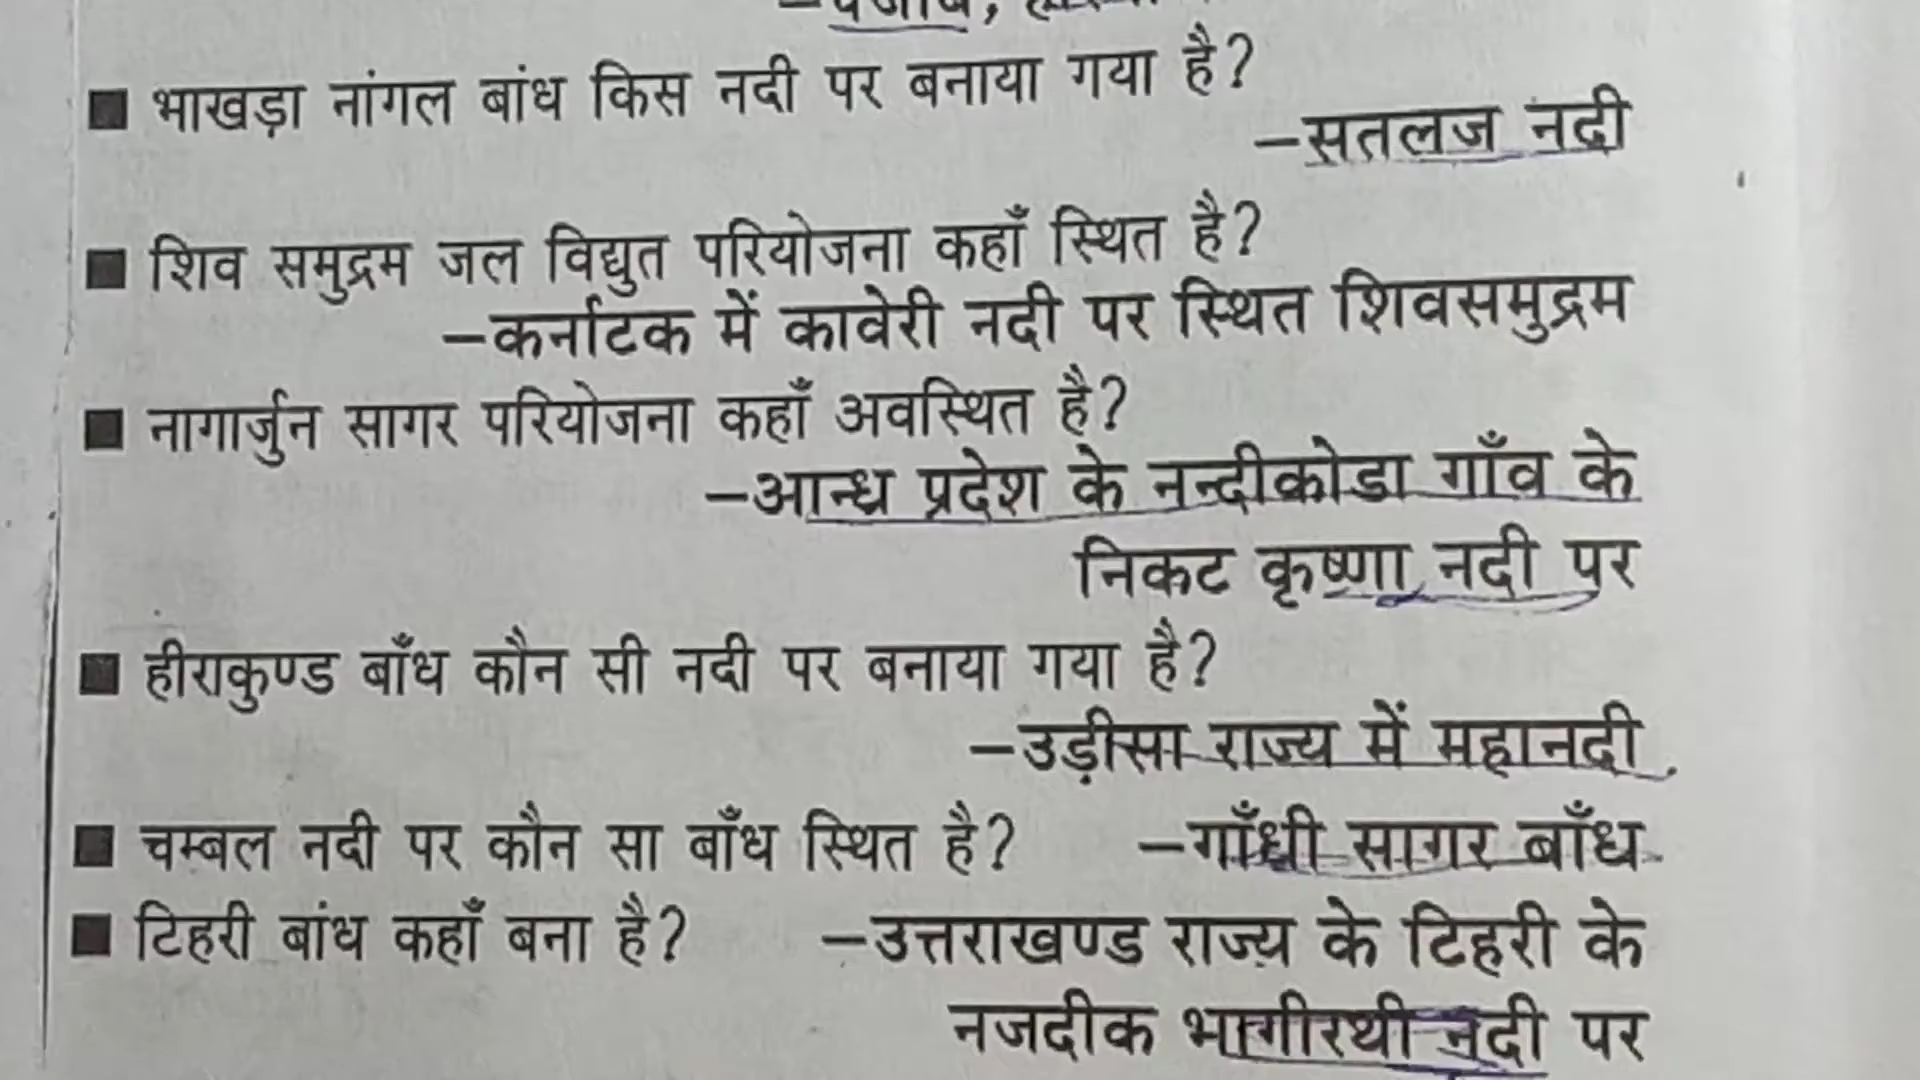 –पंजाब,
■ भाखड़ा नांगल बांध किस नदी पर बनाया गया है?
–सतलज नदी
■ शिव समुद्रम जल विद्युत परियोजना कहाँ स्थित है?
–कर्नाटक में कावेरी नदी पर स्थित शिवसमुद्रम
■ नागार्जुन सागर परियोजना कहाँ अवस्थित है?
–आन्ध्र प्रदेश के नन्दीकोडा गाँव के
निकट कृष्णा नदी पर
■ हीराकुण्ड बाँध कौन सी नदी पर बनाया गया है?
–उड़ीसा राज्य में महानदी
■ चम्बल नदी पर कौन सा बाँध स्थित है? –गाँधी सागर बाँध
■ टिहरी बांध कहाँ बना है? –उत्तराखण्ड राज्य के टिहरी के
नजदीक भागीरथी नदी पर